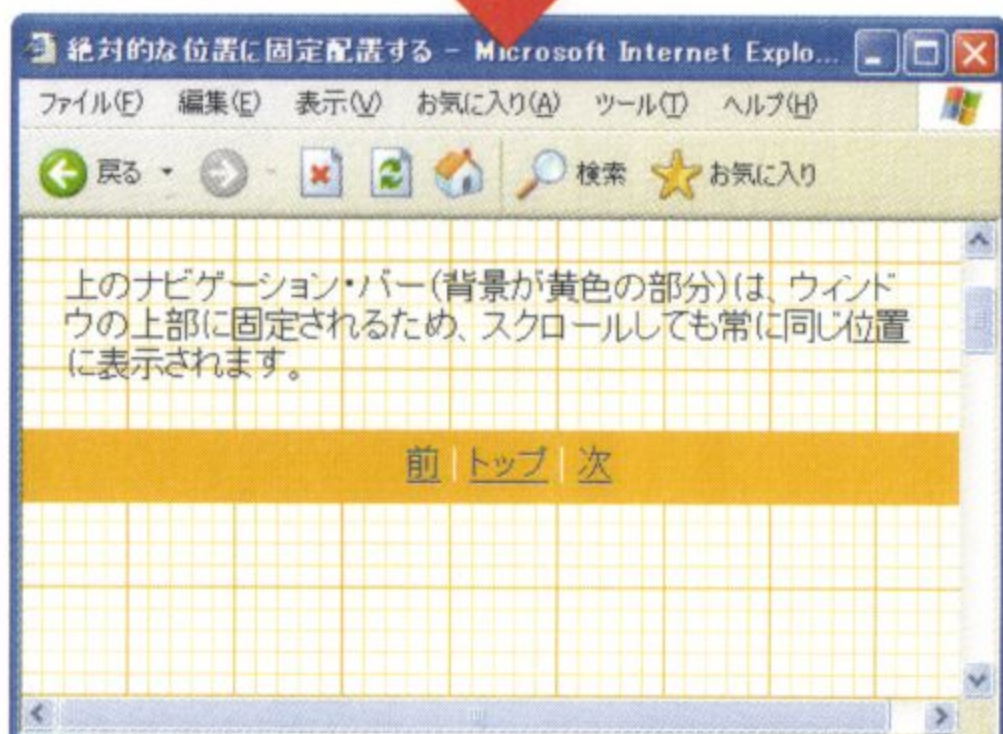 絶対的な位置に固定配置する - Microsoft Internet Explo...
ファイル(F) 編集(E) 表示(V) お気に入り(A) ツール(T) ヘルプ(H)
戻る 検索 お気に入り
上のナビゲーション・バー(背景が黄色の部分)は、ウィンド
ウの上部に固定されるため、スクロールしても常に同じ位置
に表示されます。
前 | トップ | 次